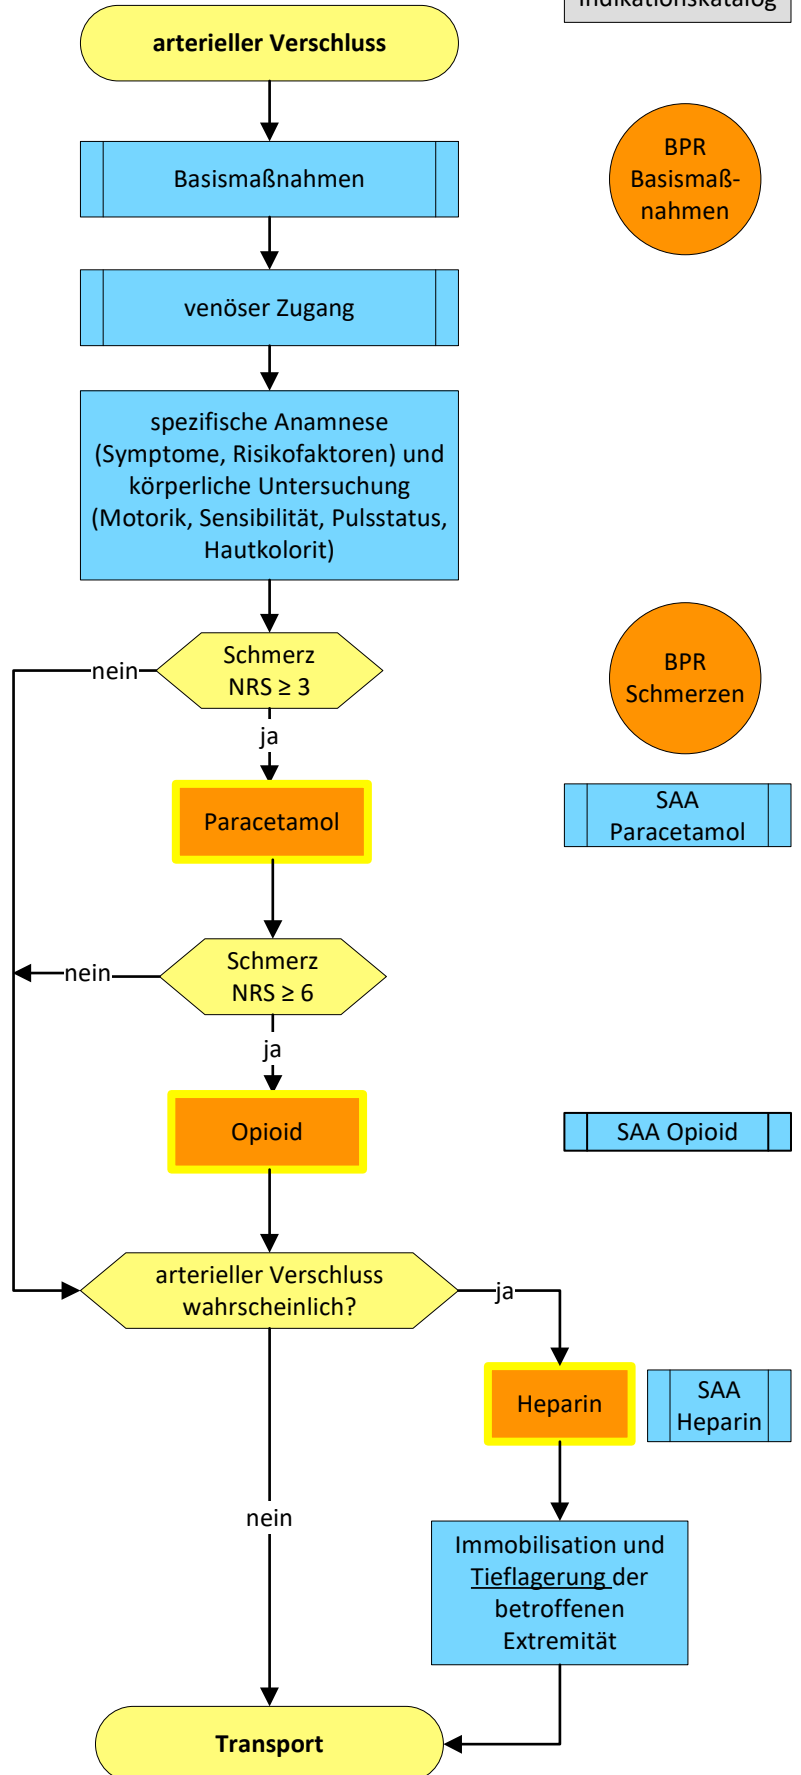 Indikationskatalog
arterieller Verschluss
Basismaßnahmen
BPR
Basismaß-
nahmen
venöser Zugang
spezifische Anamnese
(Symptome, Risikofaktoren) und
körperliche Untersuchung
(Motorik, Sensibilität, Pulsstatus,
Hautkolorit)
nein
Schmerz
NRS ≥ 3
BPR
Schmerzen
ja
Paracetamol
SAA
Paracetamol
nein
Schmerz
NRS ≥ 6
ja
Opioid
SAA Opioid
arterieller Verschluss
wahrscheinlich?
ja
Heparin
SAA
Heparin
nein
Immobilisation und
Tieflagerung der
betroffenen
Extremität
Transport